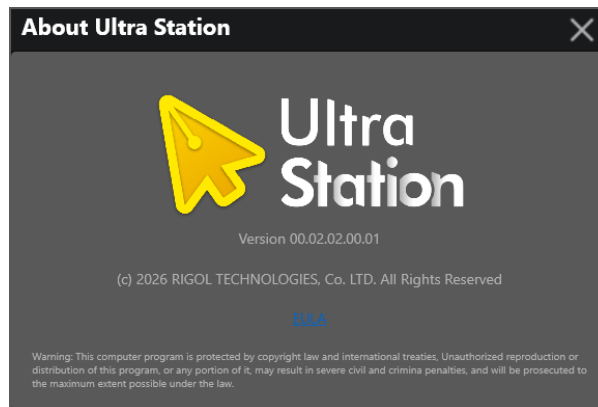 About Ultra Station
Ultra
Station
Version 00.02.02.00.01
(c) 2026 RIGOL TECHNOLOGIES, Co. LTD. All Rights Reserved
EULA
Warning: This computer program is protected by copyright law and international treaties, Unauthorized reproduction or
distribution of this program, or any portion of it, may result in severe civil and crimina penalties, and will be prosecuted to
the maximum extent possible under the law.